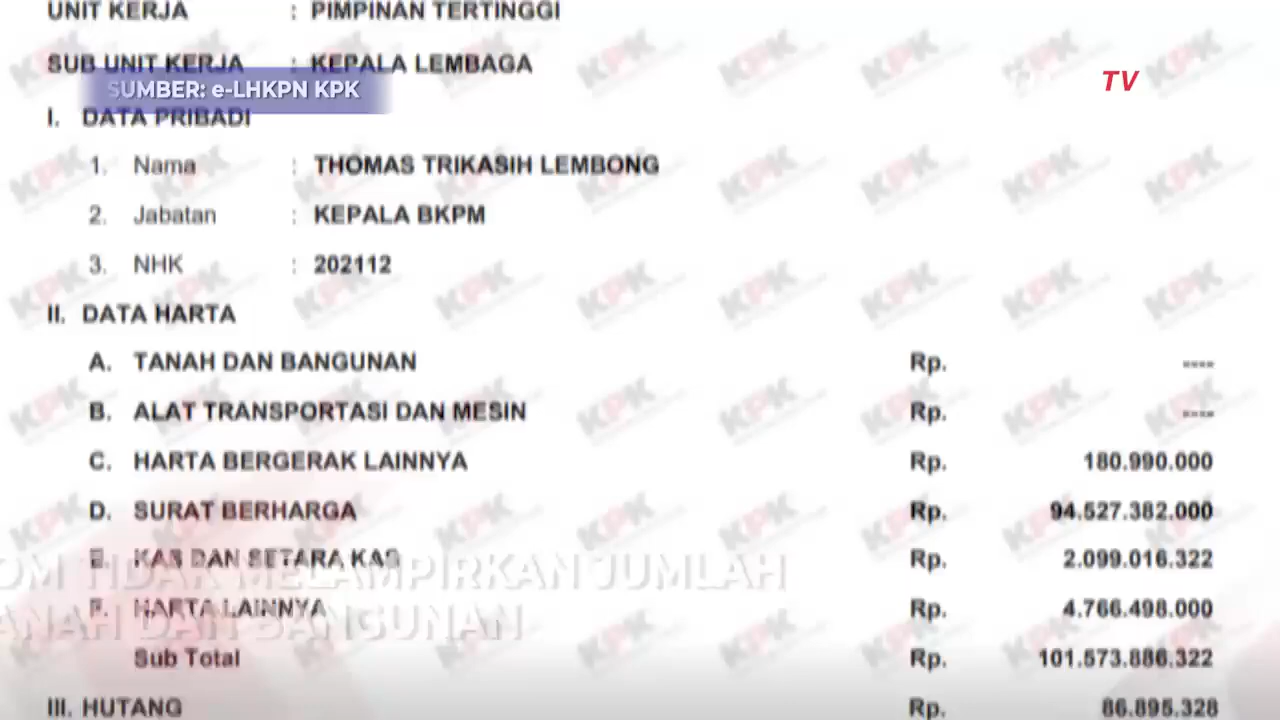 UNIT KERJA : PIMPINAN TERTINGGI
SUB UNIT KERJA : KEPALA LEMBAGA
SUMBER: e-LHKPN KPK
TV
I. DATA PRIBADI
1. Nama : THOMAS TRIKASIH LEMBONG
2. Jabatan : KEPALA BKPM
3. NHK : 202112
II. DATA HARTA
A. TANAH DAN BANGUNAN Rp. ----
B. ALAT TRANSPORTASI DAN MESIN Rp. ----
C. HARTA BERGERAK LAINNYA Rp. 180.990.000
D. SURAT BERHARGA Rp. 94.527.382.000
E. KAS DAN SETARA KAS Rp. 2.099.016.322
OM TIDAK MELAMPIRKAN JUMLAH
F. HARTA LAINNYA Rp. 4.766.498.000
ANAH DAN BANGUNAN
Sub Total Rp. 101.573.886.322
III. HUTANG Rp. 86.895.328